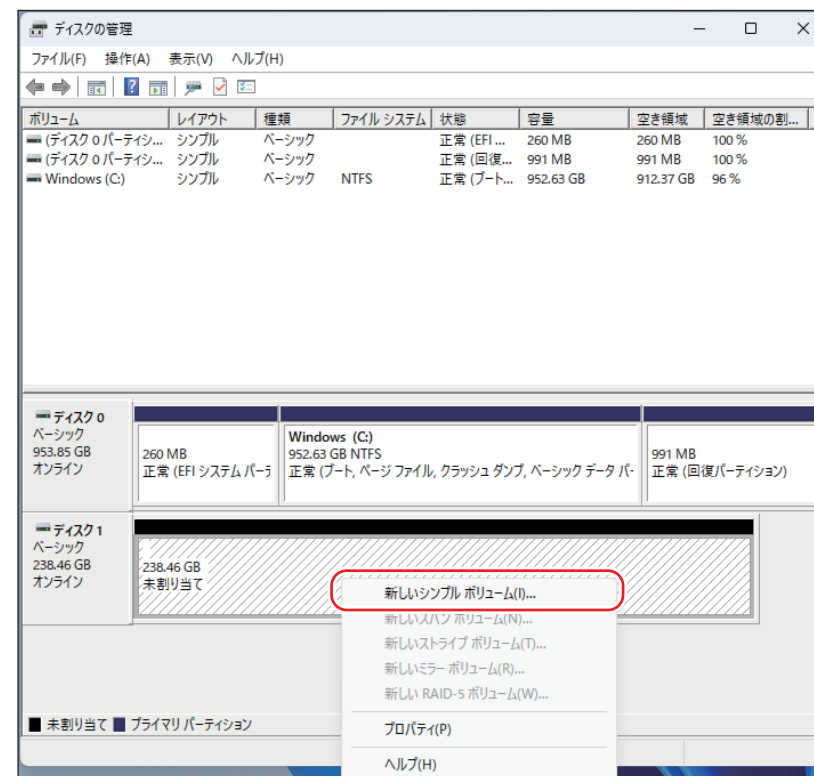 ディスクの管理
ファイル(F) 操作(A) 表示(V) ヘルプ(H)
ボリューム レイアウト 種類 ファイル システム 状態 容量 空き領域 空き領域の割...
(ディスク 0 パーティシ... シンプル ベーシック 正常 (EFI ... 260 MB 260 MB 100 %
(ディスク 0 パーティシ... シンプル ベーシック 正常 (回復... 991 MB 991 MB 100 %
Windows (C:) シンプル ベーシック NTFS 正常 (ブート... 952.63 GB 912.37 GB 96 %
ディスク 0
ベーシック
953.85 GB
オンライン
260 MB
正常 (EFI システム パーテ
Windows (C:)
952.63 GB NTFS
正常 (ブート, ページ ファイル, クラッシュ ダンプ, ベーシック データ パ-
991 MB
正常 (回復パーティション)
ディスク 1
ベーシック
238.46 GB
オンライン
238.46 GB
未割り当て
新しいシンプル ボリューム(I)...
新しいスパン ボリューム(N)...
新しいストライプ ボリューム(T)...
新しいミラー ボリューム(R)...
新しい RAID-5 ボリューム(W)...
プロパティ(P)
ヘルプ(H)
未割り当て プライマリ パーティション